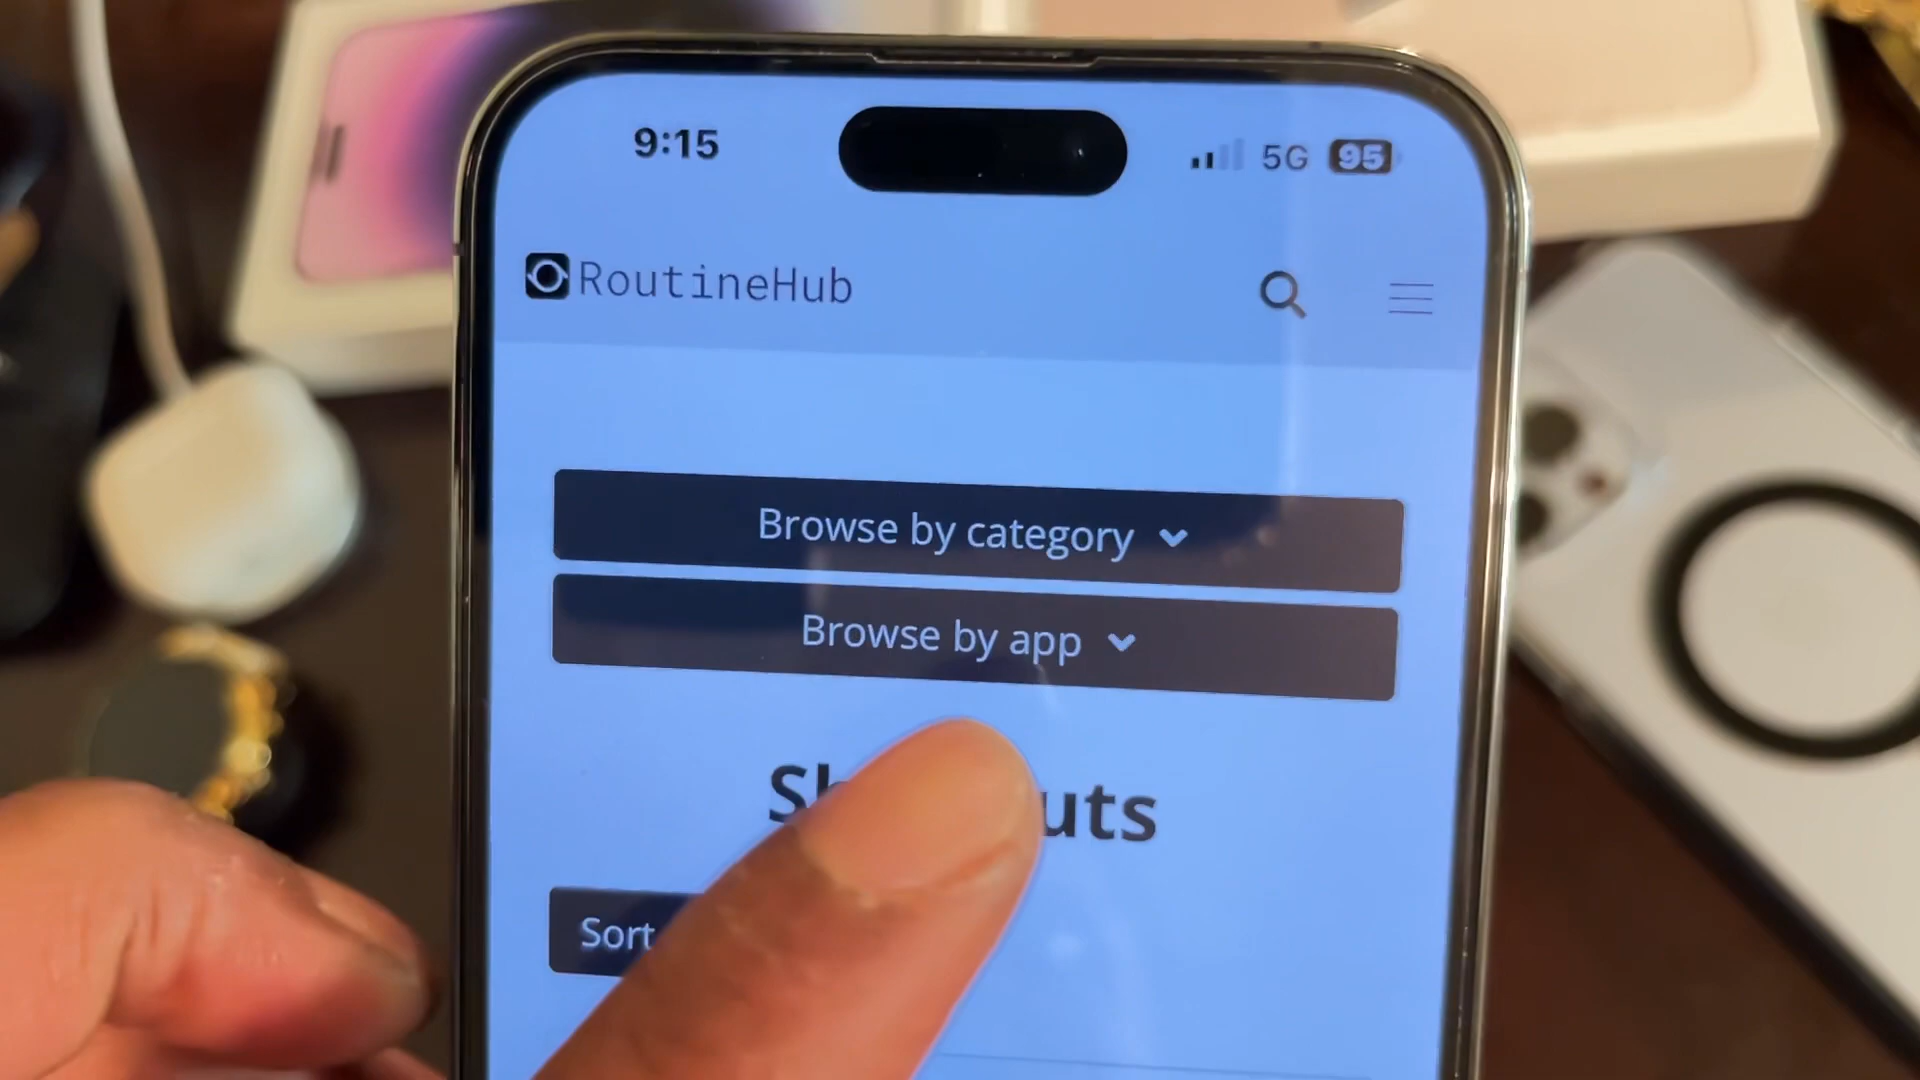 9:15 5G 95
RoutineHub
Browse by category
Browse by app
Sort